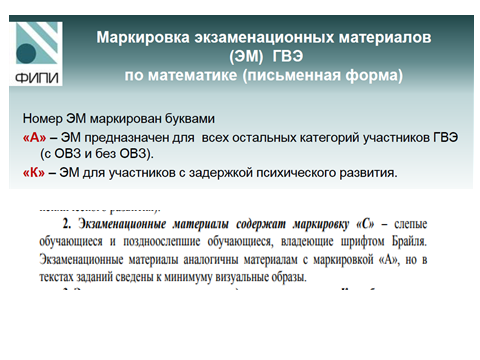 Маркировка экзаменационных материалов
(ЭМ) ГВЭ
по математике (письменная форма)
ФИПИ
Номер ЭМ маркирован буквами
«А» – ЭМ предназначен для всех остальных категорий участников ГВЭ
(с ОВЗ и без ОВЗ).
«К» – ЭМ для участников с задержкой психического развития.
2. Экзаменационные материалы содержат маркировку «С» – слепые
обучающиеся и поздноослепшие обучающиеся, владеющие шрифтом Брайля.
Экзаменационные материалы аналогичны материалам с маркировкой «А», но в
текстах заданий сведены к минимуму визуальные образы.